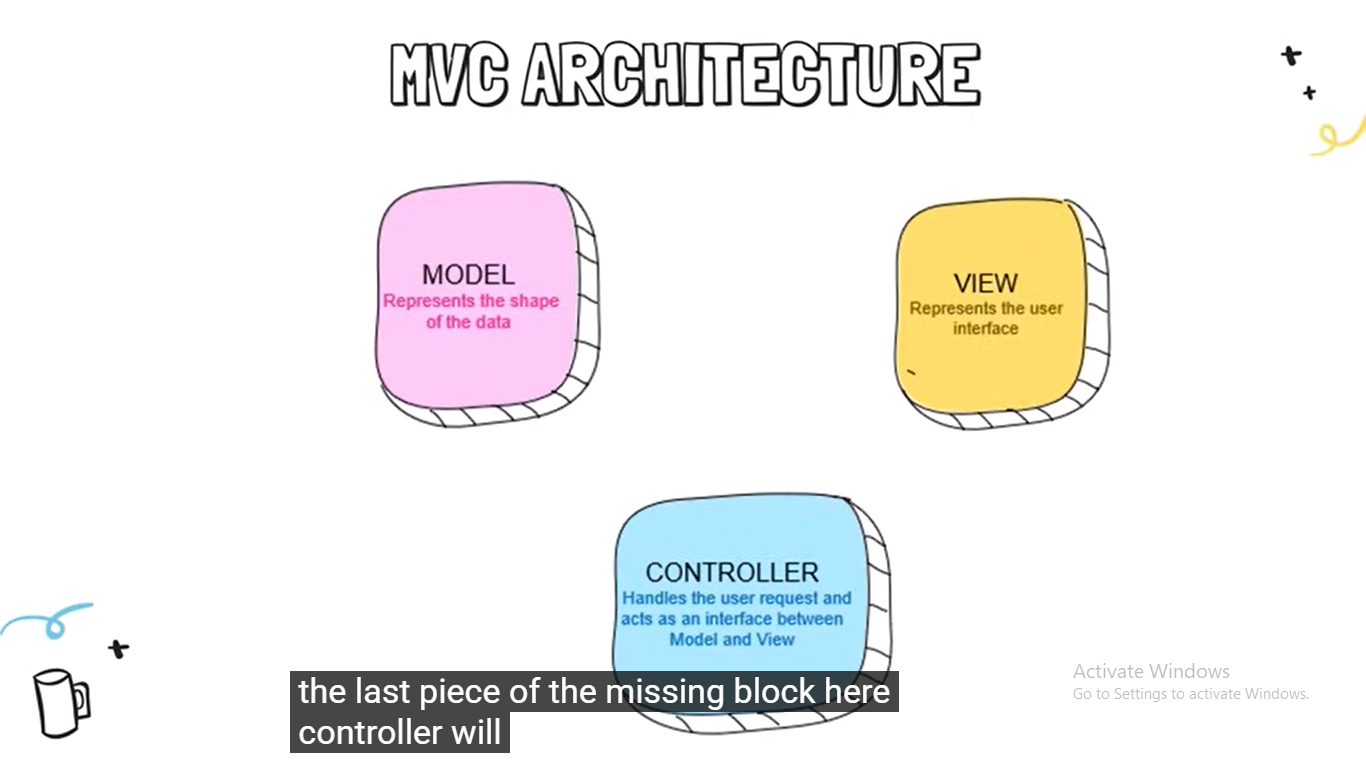 MVC ARCHITECTURE
MODEL
Represents the shape
of the data
VIEW
Represents the user
interface
CONTROLLER
Handles the user request and
acts as an interface between
Model and View
the last piece of the missing block here
controller will
Activate Windows
Go to Settings to activate Windows.